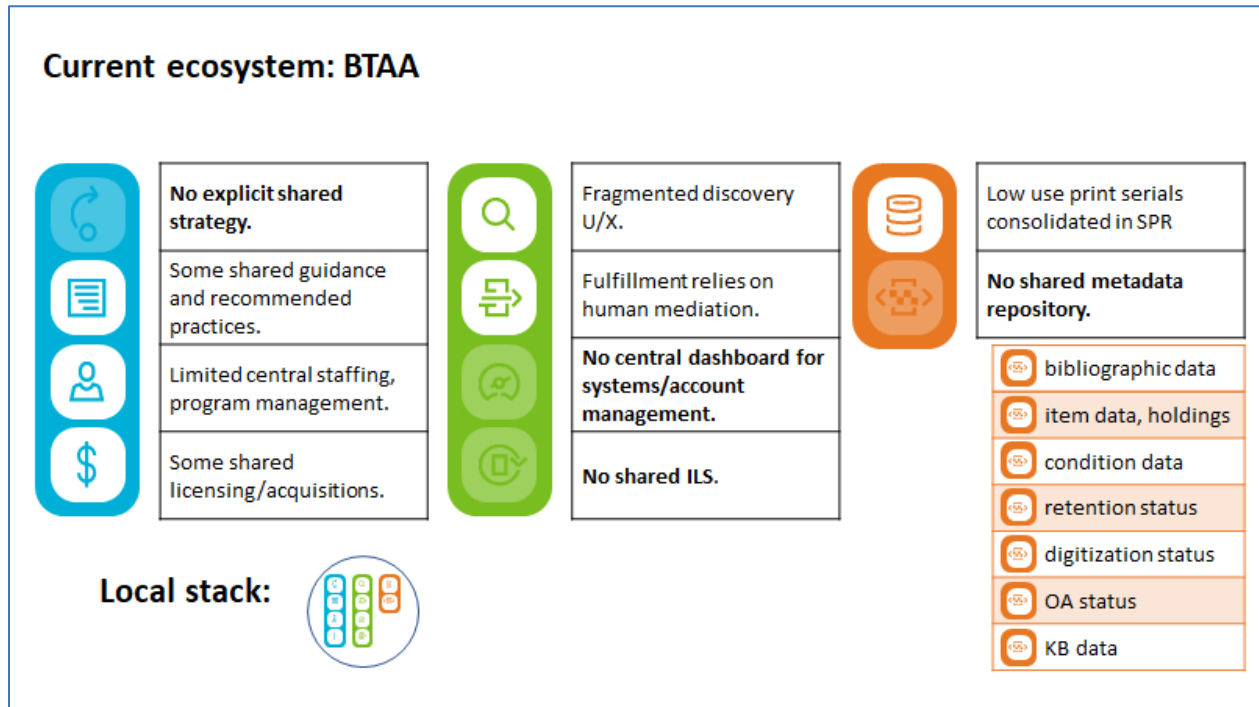 Current ecosystem: BTAA
No explicit shared
strategy.
Some shared guidance
and recommended
practices.
Limited central staffing,
program management.
Some shared
licensing/acquisitions.
Fragmented discovery
U/X.
Fulfillment relies on
human mediation.
No central dashboard for
systems/account
management.
No shared ILS.
Low use print serials
consolidated in SPR
No shared metadata
repository.
bibliographic data
item data, holdings
condition data
retention status
digitization status
OA status
KB data
Local stack: